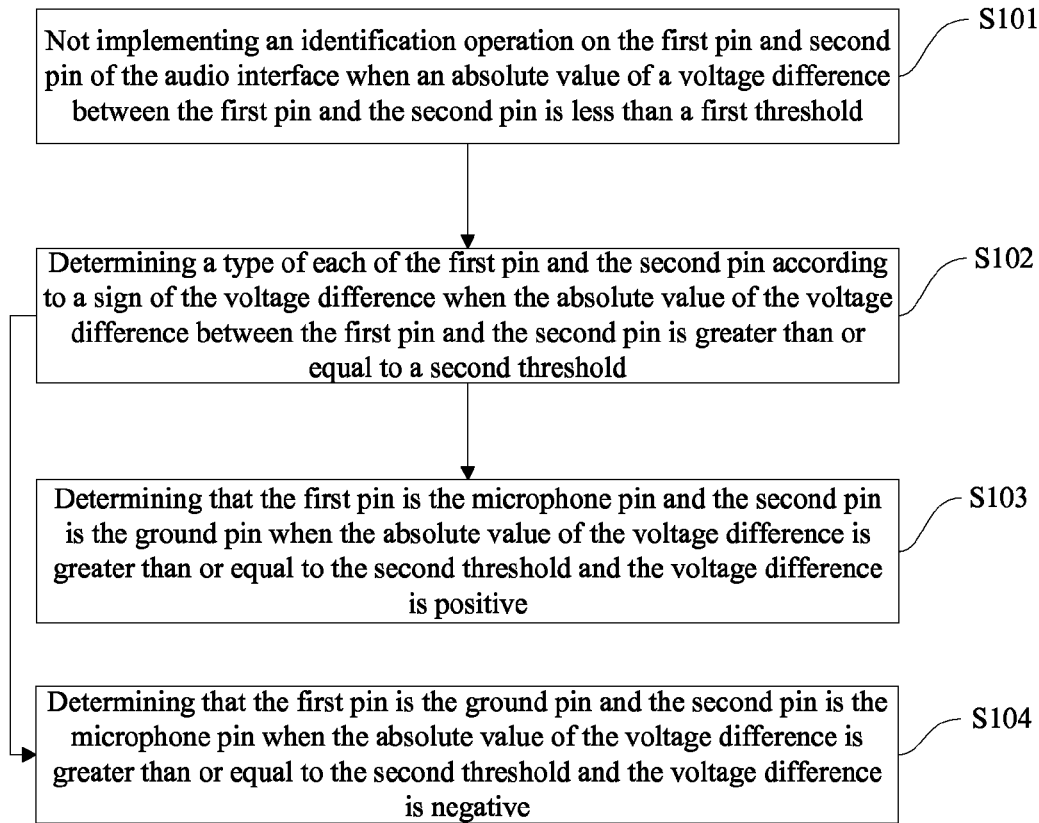 S101
Not implementing an identification operation on the first pin and second
pin of the audio interface when an absolute value of a voltage difference
between the first pin and the second pin is less than a first threshold
S102
Determining a type of each of the first pin and the second pin according
to a sign of the voltage difference when the absolute value of the voltage
difference between the first pin and the second pin is greater than or
equal to a second threshold
S103
Determining that the first pin is the microphone pin and the second pin
is the ground pin when the absolute value of the voltage difference is
greater than or equal to the second threshold and the voltage difference
is positive
S104
Determining that the first pin is the ground pin and the second pin is the
microphone pin when the absolute value of the voltage difference is
greater than or equal to the second threshold and the voltage difference
is negative